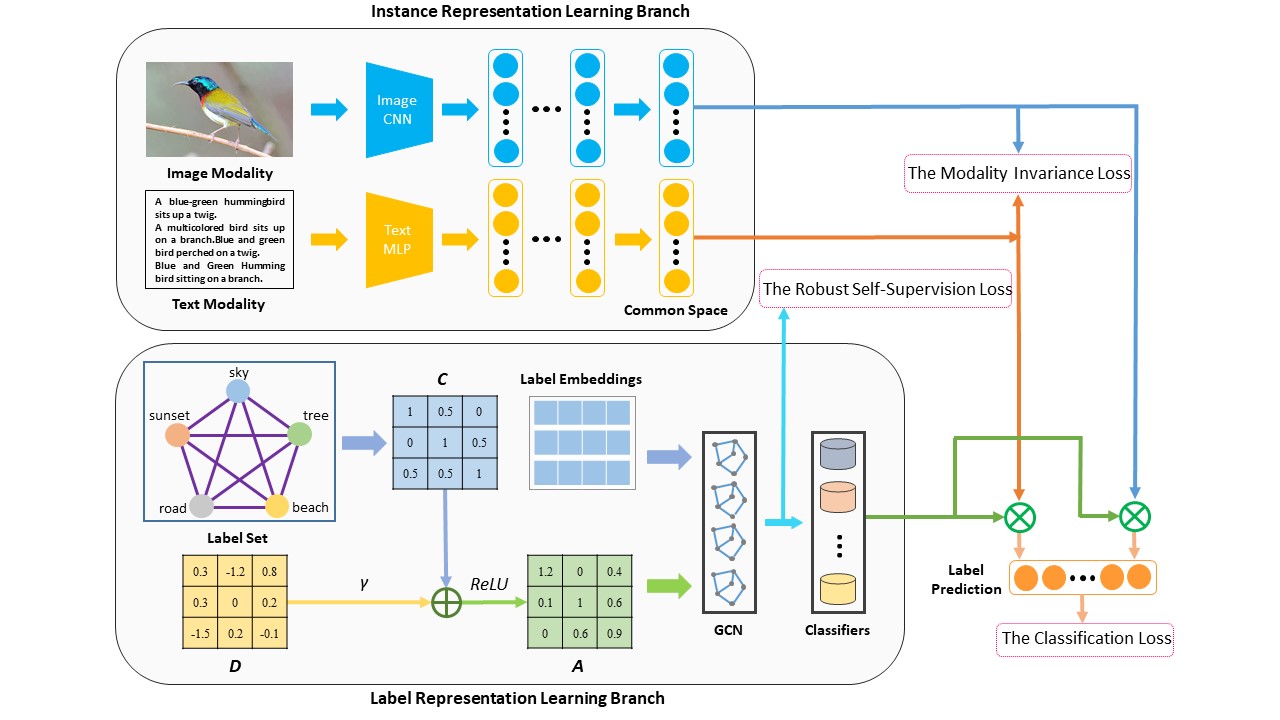 Instance Representation Learning Branch
Image
CNN
Image Modality
A blue-green hummingbird
sits up a twig.
A multicolored bird sits up
on a branch.Blue and green
bird perched on a twig.
Blue and Green Humming
bird sitting on a branch.
Text Modality
Text
MLP
Common Space
The Modality Invariance Loss
The Robust Self-Supervision Loss
sky
sunset
tree
road
beach
Label Set
C
1 0.5 0
0 1 0.5
0.5 0.5 1
Label Embeddings
0.3 -1.2 0.8
0.3 0 0.2
-1.5 0.2 -0.1
D
γ
ReLU
1.2 0 0.4
0.1 1 0.6
0 0.6 0.9
A
GCN
Classifiers
Label
Prediction
The Classification Loss
Label Representation Learning Branch